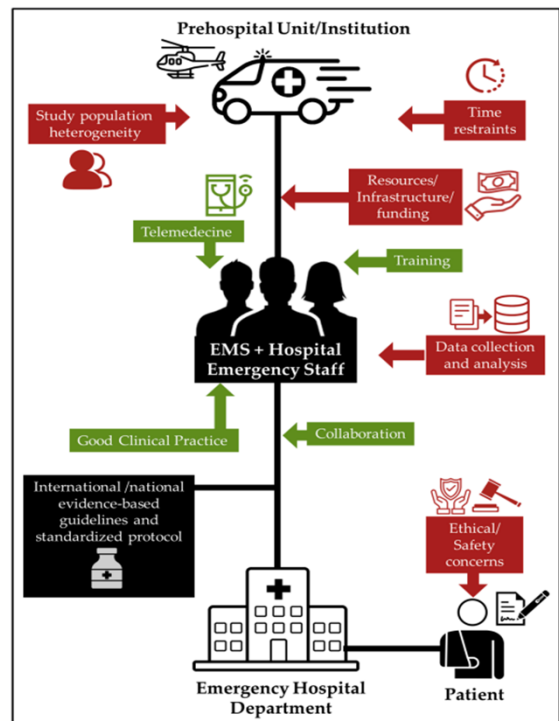 Prehospital Unit/Institution
Study population
heterogeneity
Time
restraints
Resources/
Infrastructure/
funding
Telemedecine
Training
EMS + Hospital
Emergency Staff
Data collection
and analysis
Good Clinical Practice
Collaboration
International /national
evidence-based
guidelines and
standardized protocol
Ethical/
Safety
concerns
Emergency Hospital
Department
Patient